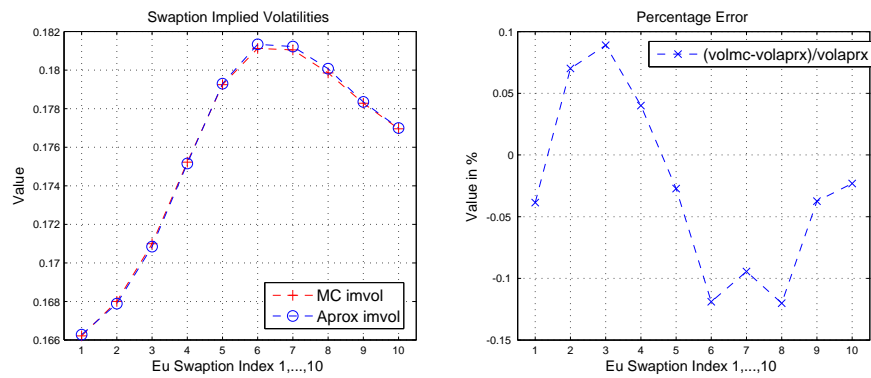 Swaption Implied Volatilities
0.182
0.18
0.178
0.176
0.174
0.172
0.17
0.168
0.166
Value
1 2 3 4 5 6 7 8 9 10
Eu Swaption Index 1,...,10
MC imvol
Aprox imvol
Percentage Error
0.1
0.05
0
-0.05
-0.1
-0.15
Value in %
1 2 3 4 5 6 7 8 9 10
Eu Swaption Index 1,...,10
(volmc-volaprx)/volaprx